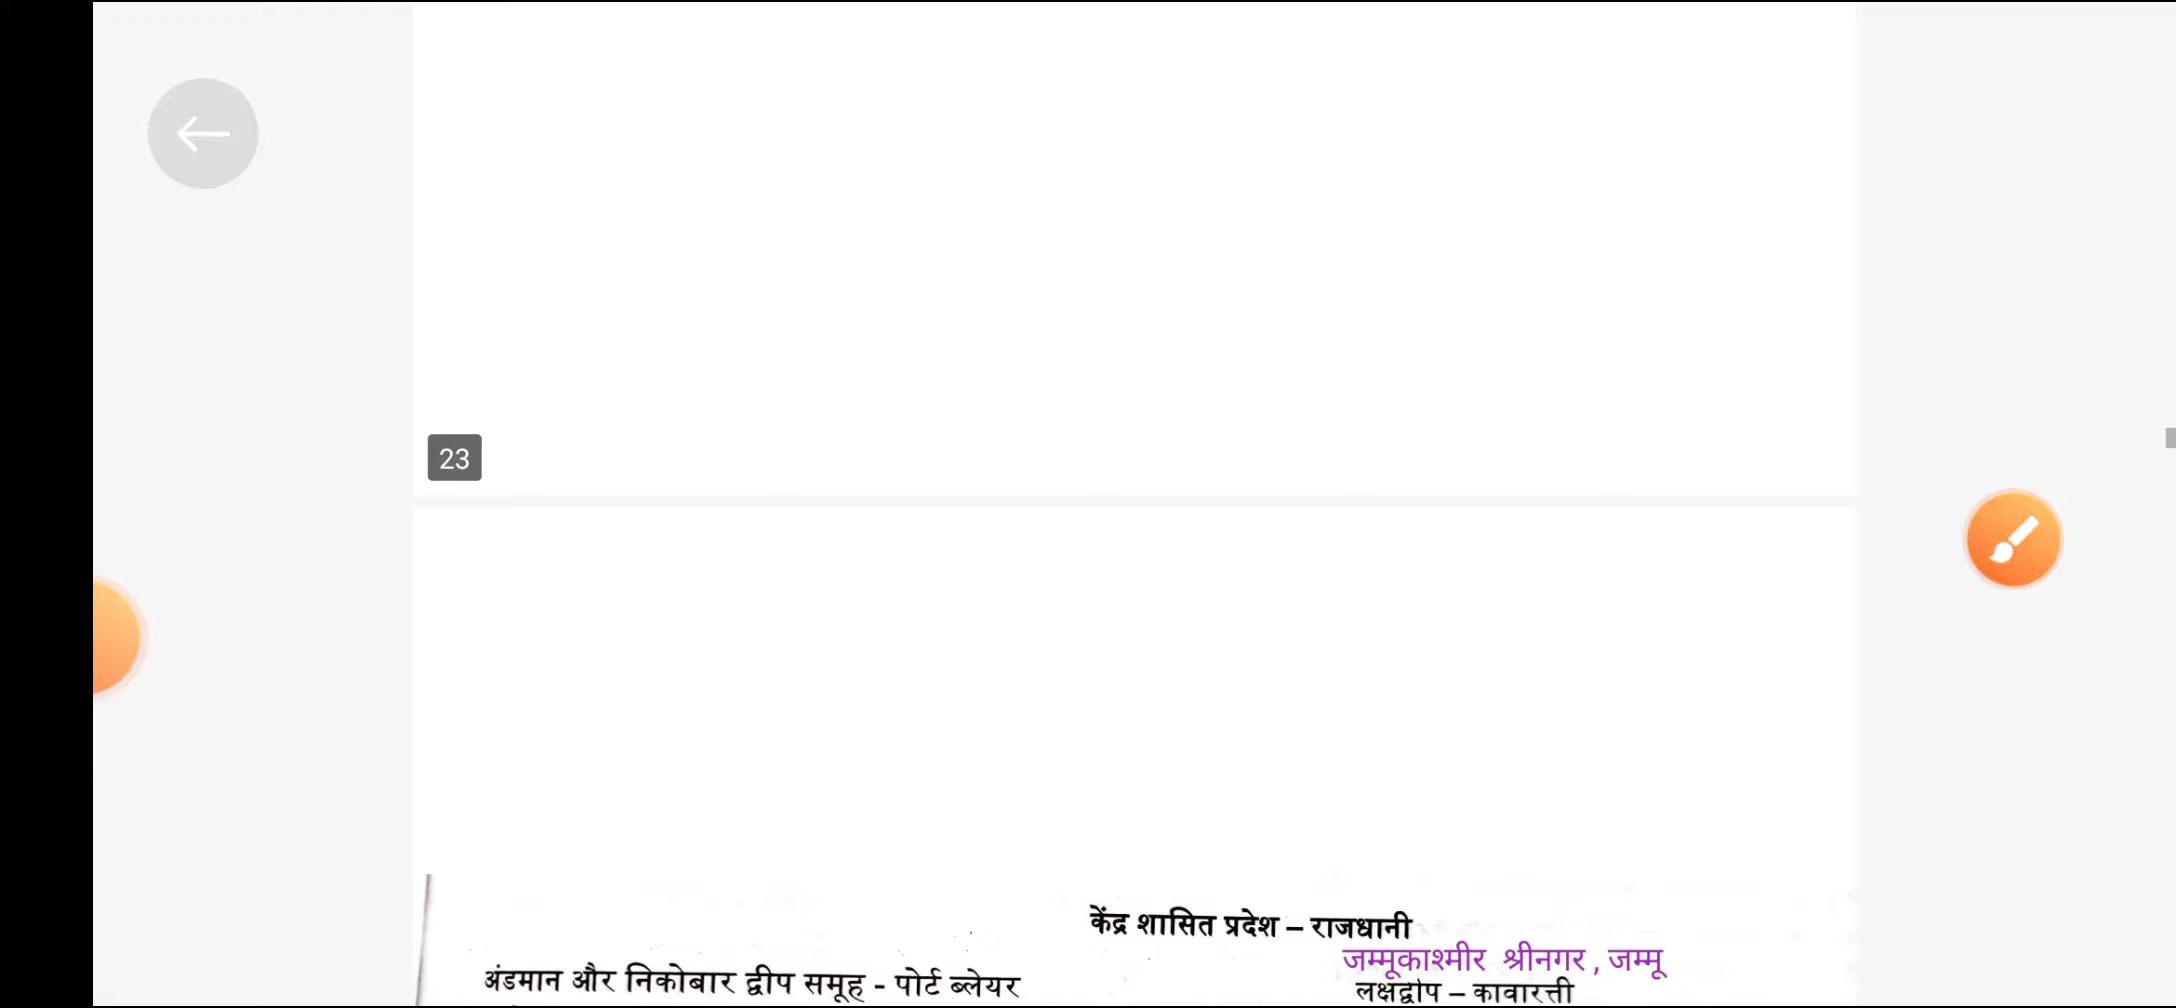 23
केंद्र शासित प्रदेश – राजधानी
जम्मूकाश्मीर श्रीनगर , जम्मू
अंडमान और निकोबार द्वीप समूह - पोर्ट ब्लेयर
लक्षद्वीप – कावारत्ती